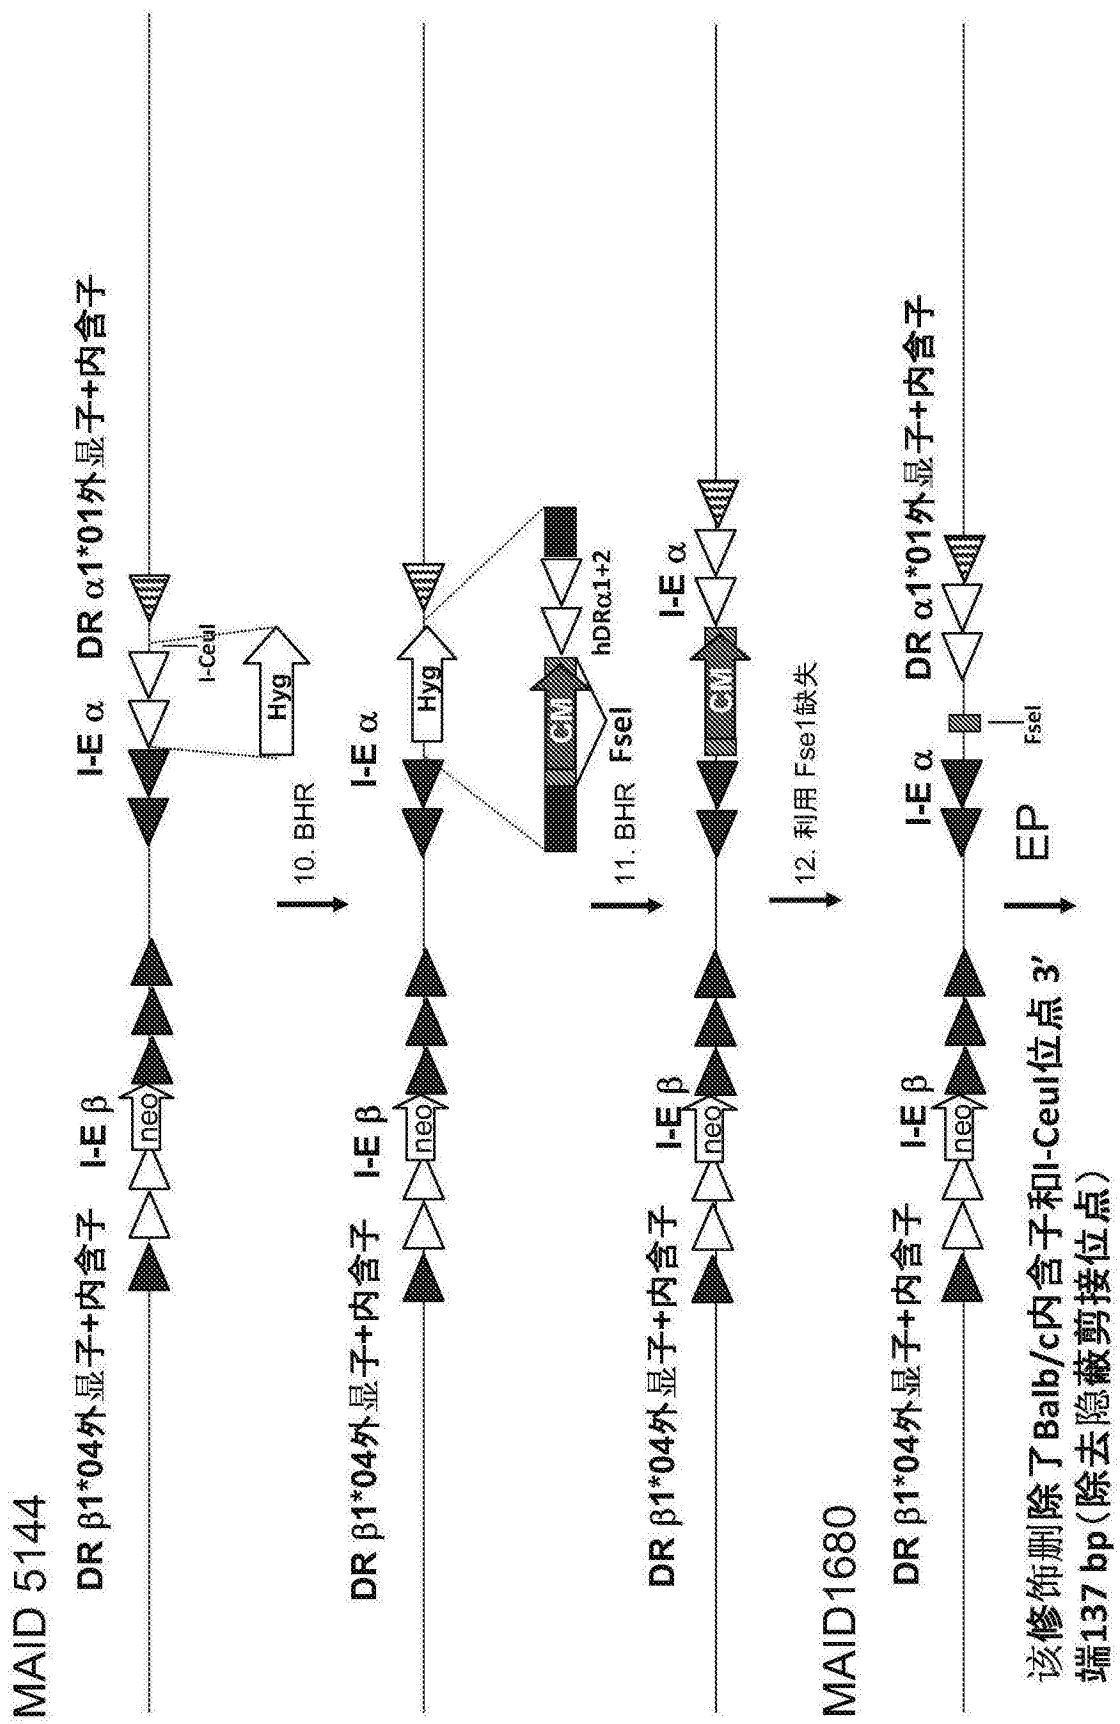 MAID 5144
DR β1*04外显子+内含子
I-E β
I-E α
DR α1*01外显子+内含子
neo
I-CeuI
Hyg
10. BHR
DR β1*04外显子+内含子
I-E β
I-E α
neo
Hyg
CM
hDRα1+2
FseI
11. BHR
DR β1*04外显子+内含子
I-E β
I-E α
neo
CM
12. 利用 Fse1缺失
MAID1680
DR β1*04外显子+内含子
I-E β
I-E α
DR α1*01外显子+内含子
neo
FseI
EP
该修饰删除了Balb/c内含子和I-CeuI位点 3’
端137 bp(除去隐蔽剪接位点)